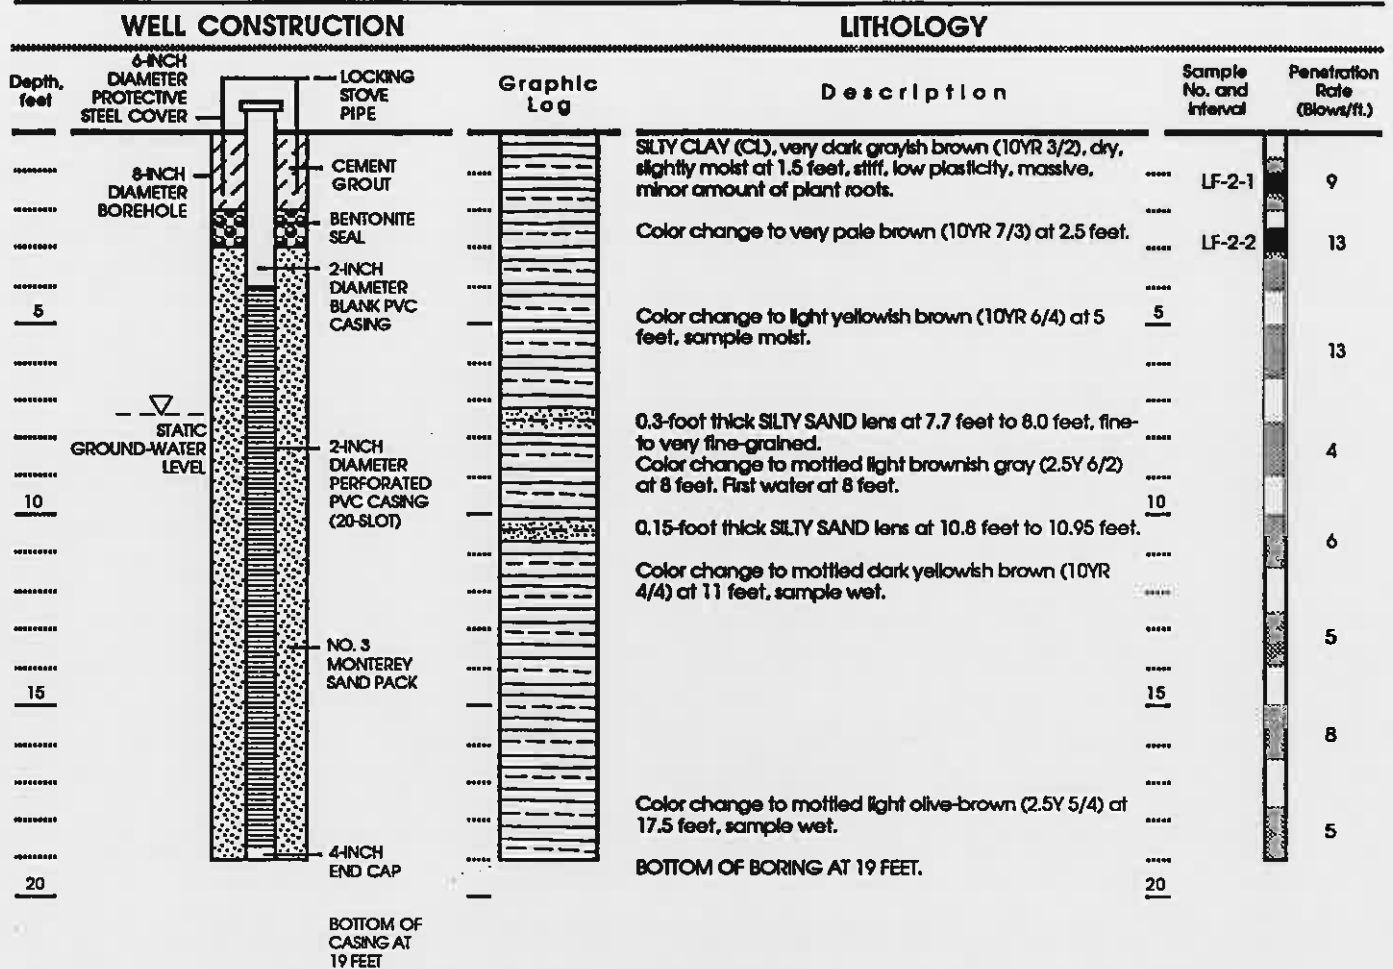 WELL CONSTRUCTION
LITHOLOGY
Depth,
feet
6-INCH
DIAMETER
PROTECTIVE
STEEL COVER
LOCKING
STOVE
PIPE
8-INCH
DIAMETER
BOREHOLE
CEMENT
GROUT
BENTONITE
SEAL
2-INCH
DIAMETER
BLANK PVC
CASING
5
STATIC
GROUND-WATER
LEVEL
2-INCH
DIAMETER
PERFORATED
PVC CASING
(20-SLOT)
10
NO. 3
MONTEREY
SAND PACK
15
4-INCH
END CAP
20
BOTTOM OF
CASING AT
19 FEET
Graphic
Log
Description
SILTY CLAY (CL), very dark grayish brown (10YR 3/2), dry,
slightly moist at 1.5 feet, stiff, low plasticity, massive,
minor amount of plant roots.
Color change to very pale brown (10YR 7/3) at 2.5 feet.
Color change to light yellowish brown (10YR 6/4) at 5
feet, sample moist.
0.3-foot thick SILTY SAND lens at 7.7 feet to 8.0 feet, fine-
to very fine-grained.
Color change to mottled light brownish gray (2.5Y 6/2)
at 8 feet. First water at 8 feet.
0.15-foot thick SILTY SAND lens at 10.8 feet to 10.95 feet.
Color change to mottled dark yellowish brown (10YR
4/4) at 11 feet, sample wet.
Color change to mottled light olive-brown (2.5Y 5/4) at
17.5 feet, sample wet.
BOTTOM OF BORING AT 19 FEET.
5
10
15
20
Sample
No. and
Interval
LF-2-1
LF-2-2
Penetration
Rate
(Blows/ft.)
9
13
13
4
6
5
8
5